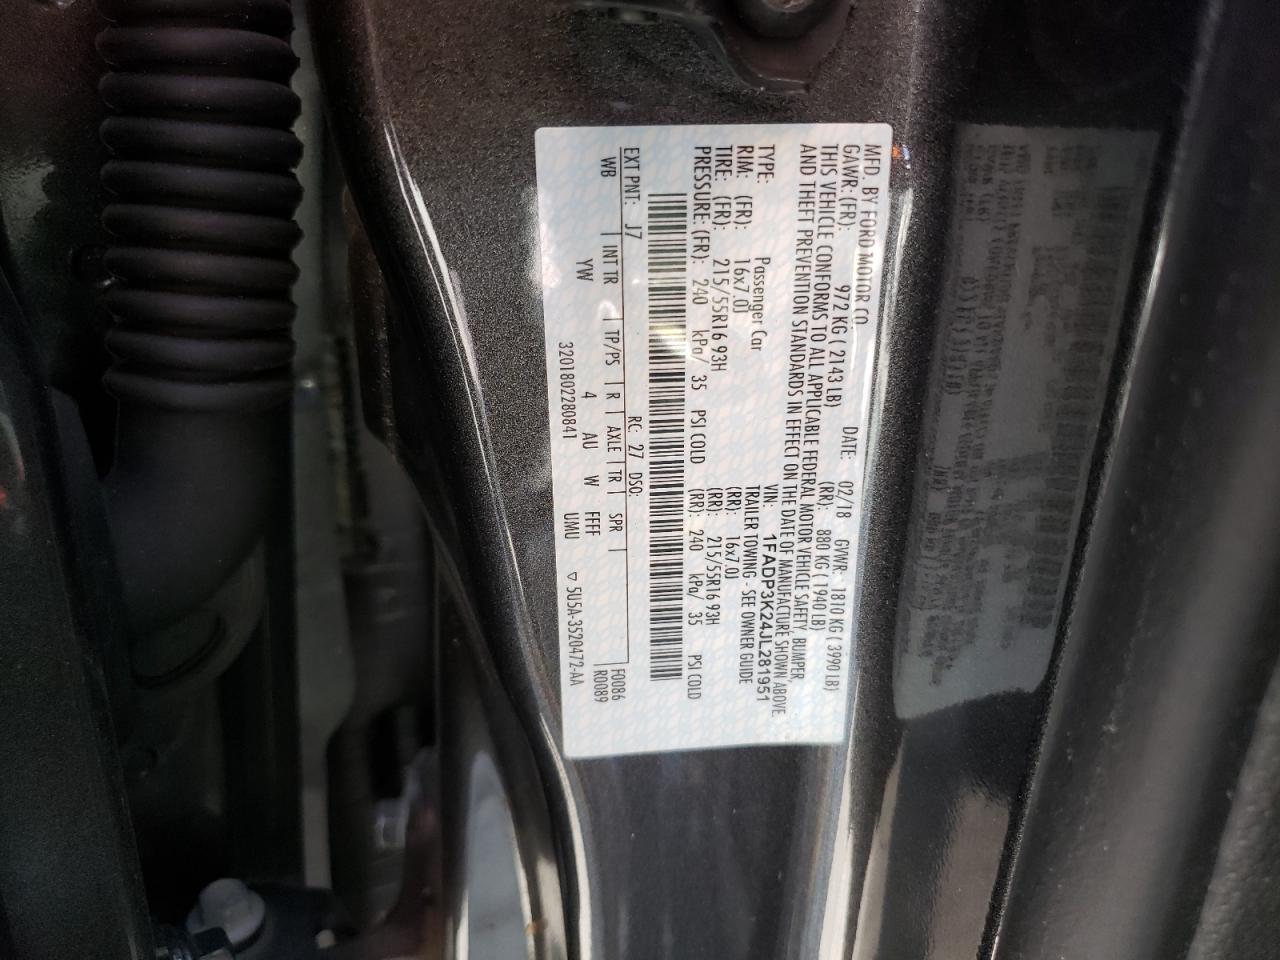 MFD. BY FORD MOTOR CO.
DATE: 02/18 GVWR: 1810 KG ( 3990 LB)
GAWR: (FR): 972 KG ( 2143 LB) (RR): 880 KG ( 1940 LB)
THIS VEHICLE CONFORMS TO ALL APPLICABLE FEDERAL MOTOR VEHICLE SAFETY, BUMPER,
AND THEFT PREVENTION STANDARDS IN EFFECT ON THE DATE OF MANUFACTURE SHOWN ABOVE.
VIN: 1FADP3K24JL281951
TYPE: Passenger Car TRAILER TOWING - SEE OWNER GUIDE
RIM: (FR): 16x7.0J (RR): 16x7.0J
TIRE: (FR): 215/55R16 93H (RR): 215/55R16 93H
PRESSURE: (FR): 240 kPa/ 35 PSI COLD (RR): 240 kPa/ 35 PSI COLD
EXT PNT: J7 RC: 27 DSO: F0086
WB INT TR TP/PS R AXLE TR SPR R0089
YW 4 AU W FFFF
3201802280841 UMU ▽ 5U5A-3520472-AA